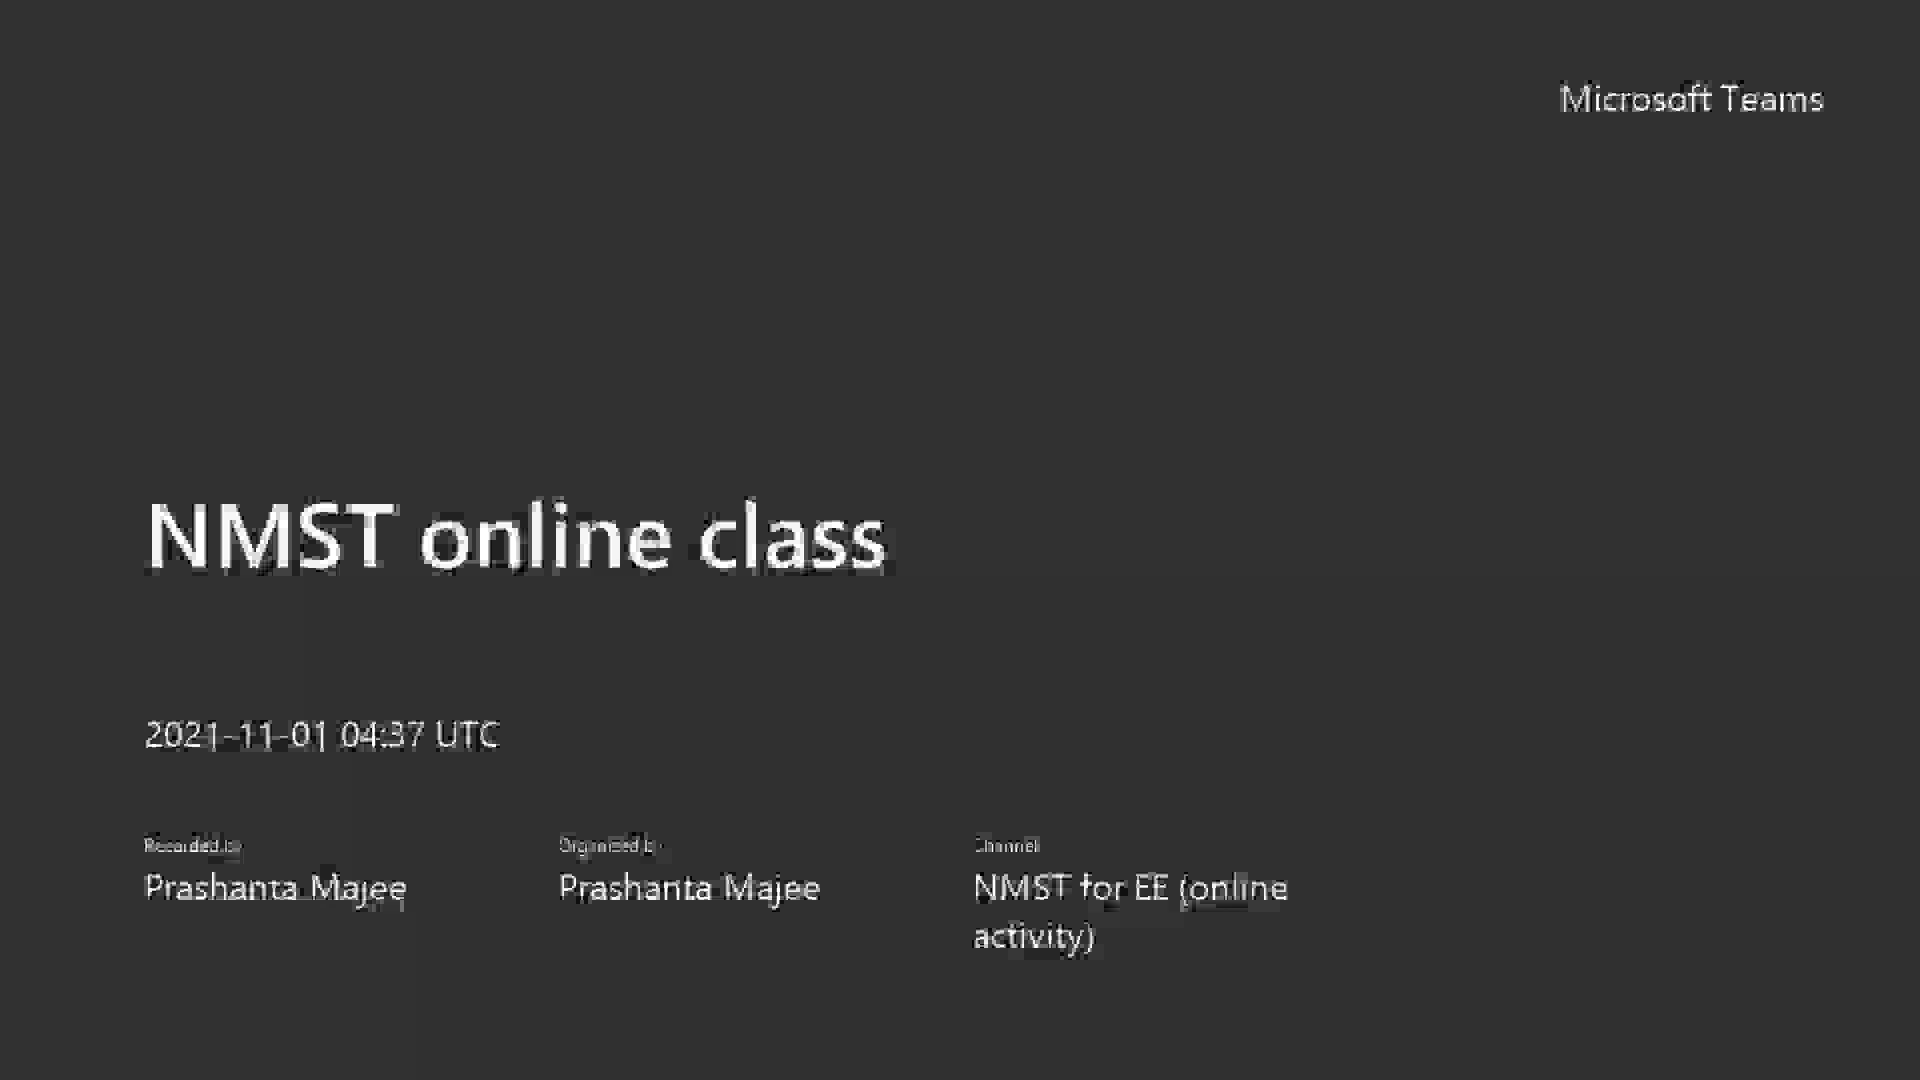 Microsoft Teams
NMST online class
2021-11-01 04:37 UTC
Recorded by
Organized by
Channel
Prashanta Majee
Prashanta Majee
NMST for EE (online
activity)